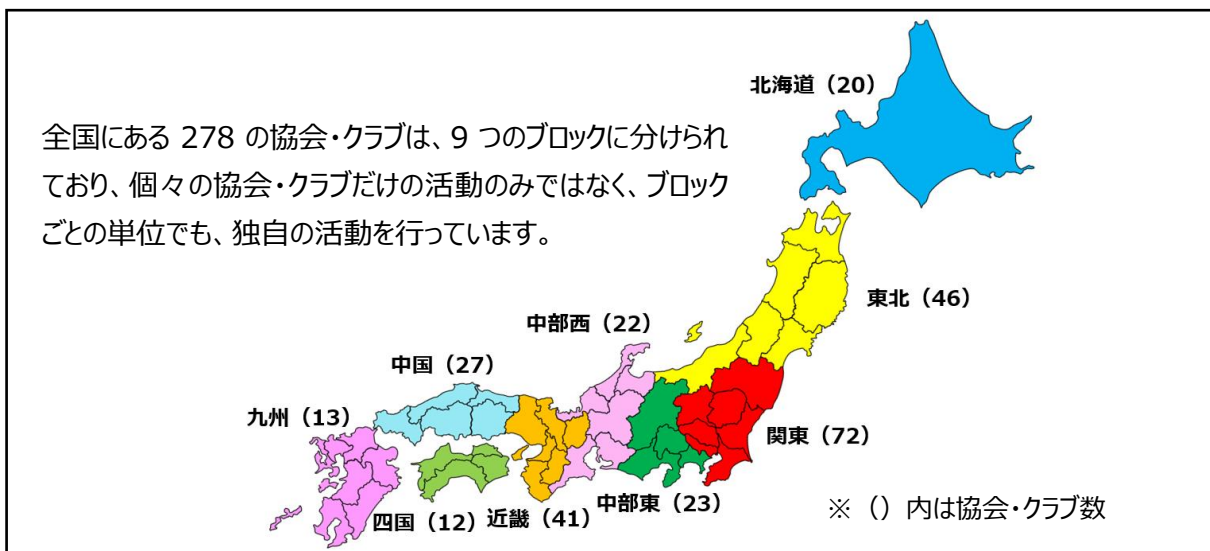 北海道（20）
全国にある 278 の協会・クラブは、9 つのブロックに分けられ
ており、個々の協会・クラブだけの活動のみではなく、ブロック
ごとの単位でも、独自の活動を行っています。
東北（46）
中部西（22）
中国（27）
九州（13）
関東（72）
中部東（23）
四国（12）
近畿（41）
※（）内は協会・クラブ数